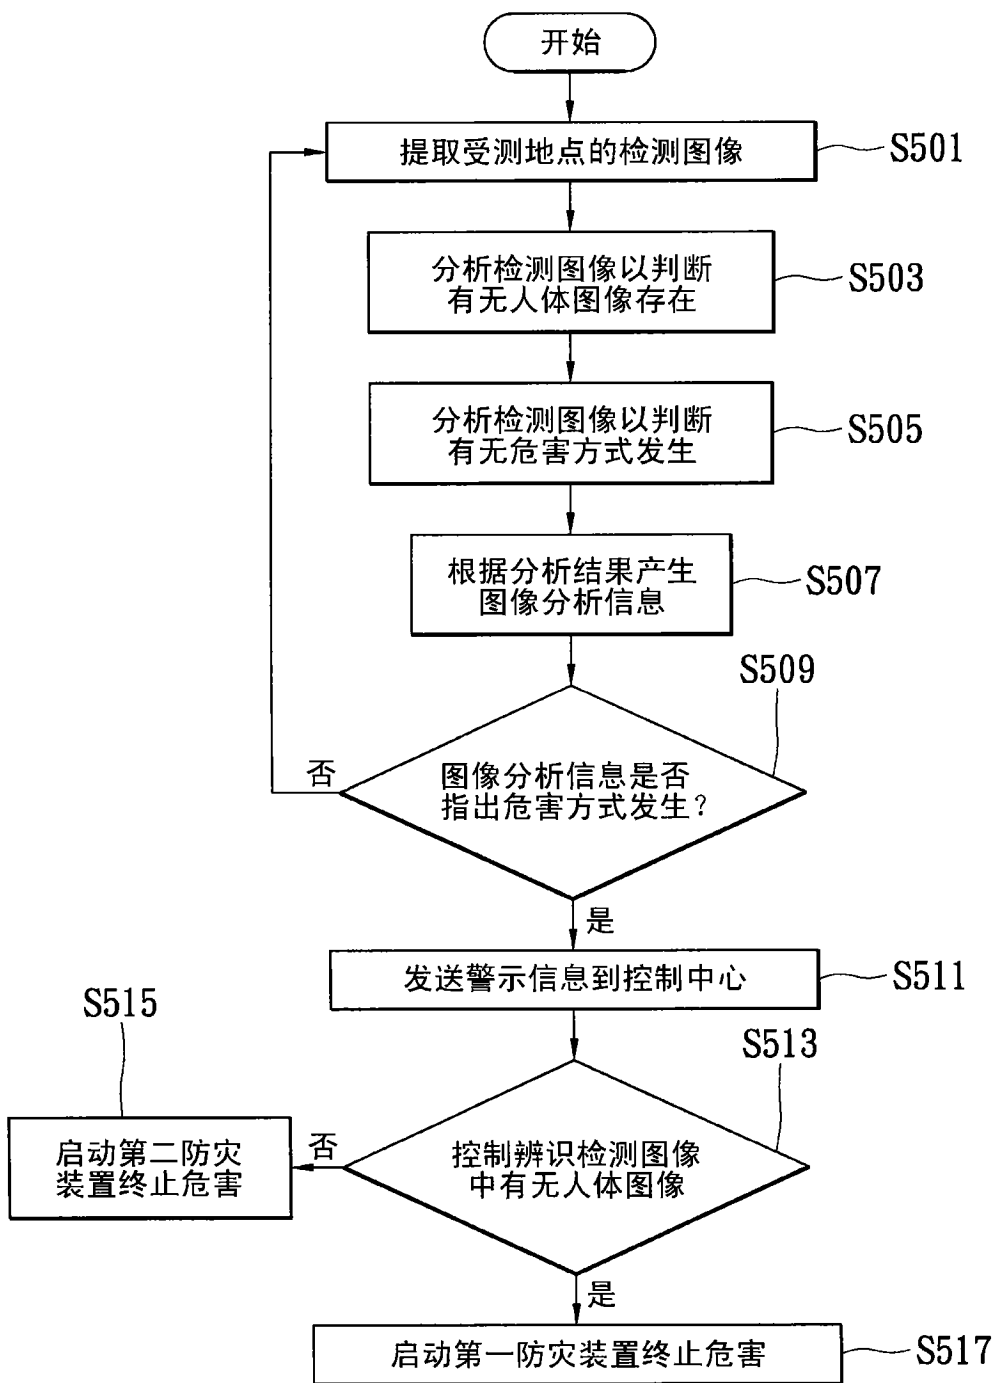 开始
提取受测地点的检测图像
S501
分析检测图像以判断
有无人体图像存在
S503
分析检测图像以判断
有无危害方式发生
S505
根据分析结果产生
图像分析信息
S507
S509
图像分析信息是否
指出危害方式发生?
否
是
发送警示信息到控制中心
S511
S515
S513
启动第二防灾
装置终止危害
否
控制辨识检测图像
中有无人体图像
是
启动第一防灾装置终止危害
S517